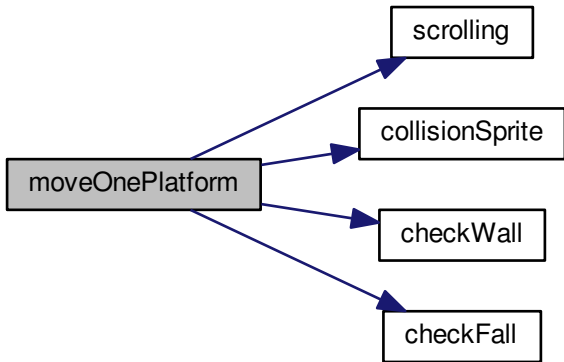 scrolling
collisionSprite
moveOnePlatform
checkWall
checkFall